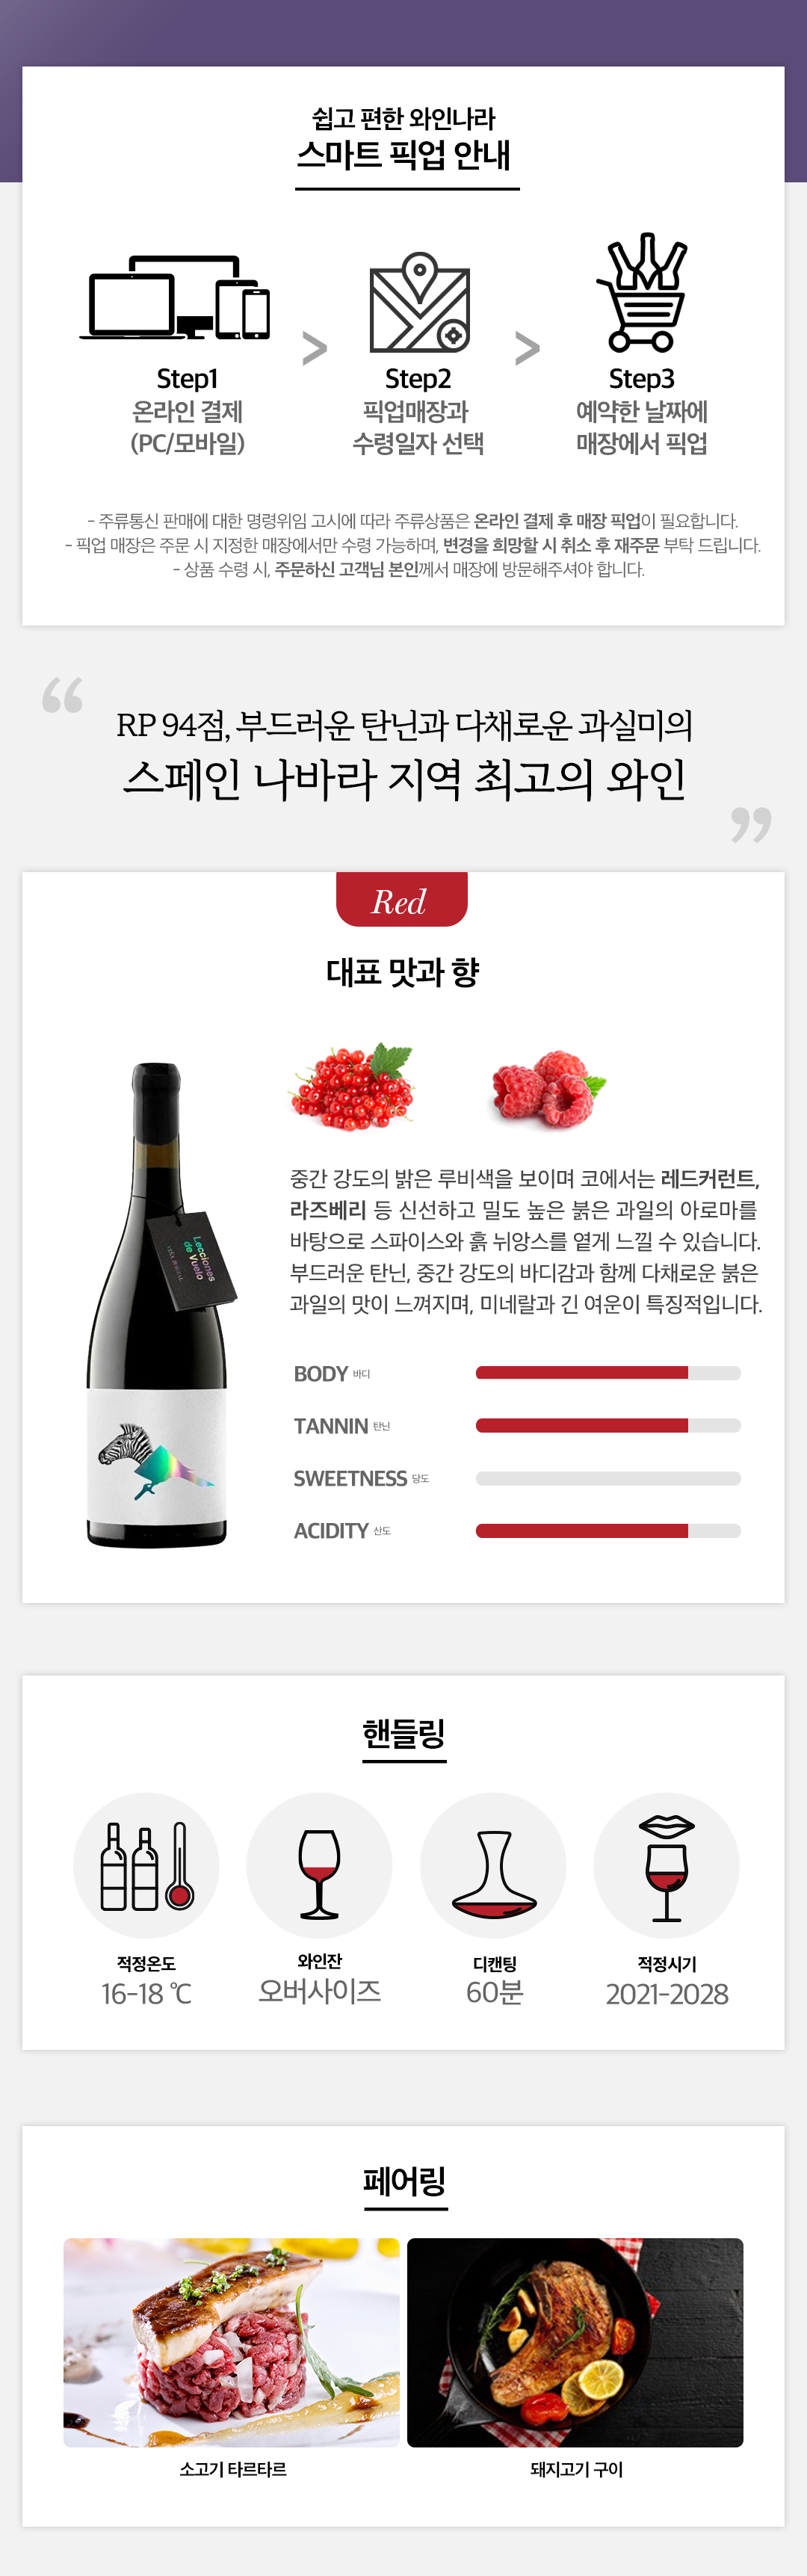 쉽고 편한 와인나라
스마트 픽업 안내
Step1
온라인 결제
(PC/모바일)
>
Step2
픽업매장과
수령일자 선택
>
Step3
예약한 날짜에
매장에서 픽업
- 주류통신 판매에 대한 명령위임 고시에 따라 주류상품은 온라인 결제 후 매장 픽업이 필요합니다.
- 픽업 매장은 주문 시 지정한 매장에서만 수령 가능하며, 변경을 희망할 시 취소 후 재주문 부탁 드립니다.
- 상품 수령 시, 주문하신 고객님 본인께서 매장에 방문해주셔야 합니다.
“
RP 94점, 부드러운 탄닌과 다채로운 과실미의
스페인 나바라 지역 최고의 와인
”
Red
대표 맛과 향
Lecciones
de Vuelo
VIÑA ZORZAL
중간 강도의 밝은 루비색을 보이며 코에서는 레드커런트,
라즈베리 등 신선하고 밀도 높은 붉은 과일의 아로마를
바탕으로 스파이스와 흙 뉘앙스를 옅게 느낄 수 있습니다.
부드러운 탄닌, 중간 강도의 바디감과 함께 다채로운 붉은
과일의 맛이 느껴지며, 미네랄과 긴 여운이 특징적입니다.
BODY 바디
TANNIN 탄닌
SWEETNESS 당도
ACIDITY 산도
핸들링
적정온도
16-18 ℃
와인잔
오버사이즈
디캔팅
60분
적정시기
2021-2028
페어링
소고기 타르타르
돼지고기 구이